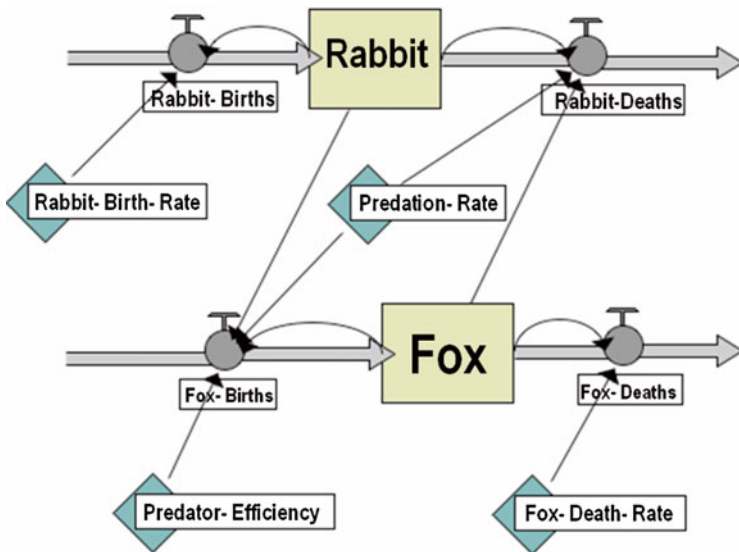 Rabbit
Rabbit- Births
Rabbit-Deaths
Rabbit- Birth- Rate
Predation- Rate
Fox
Fox- Births
Fox- Deaths
Predator- Efficiency
Fox- Death- Rate